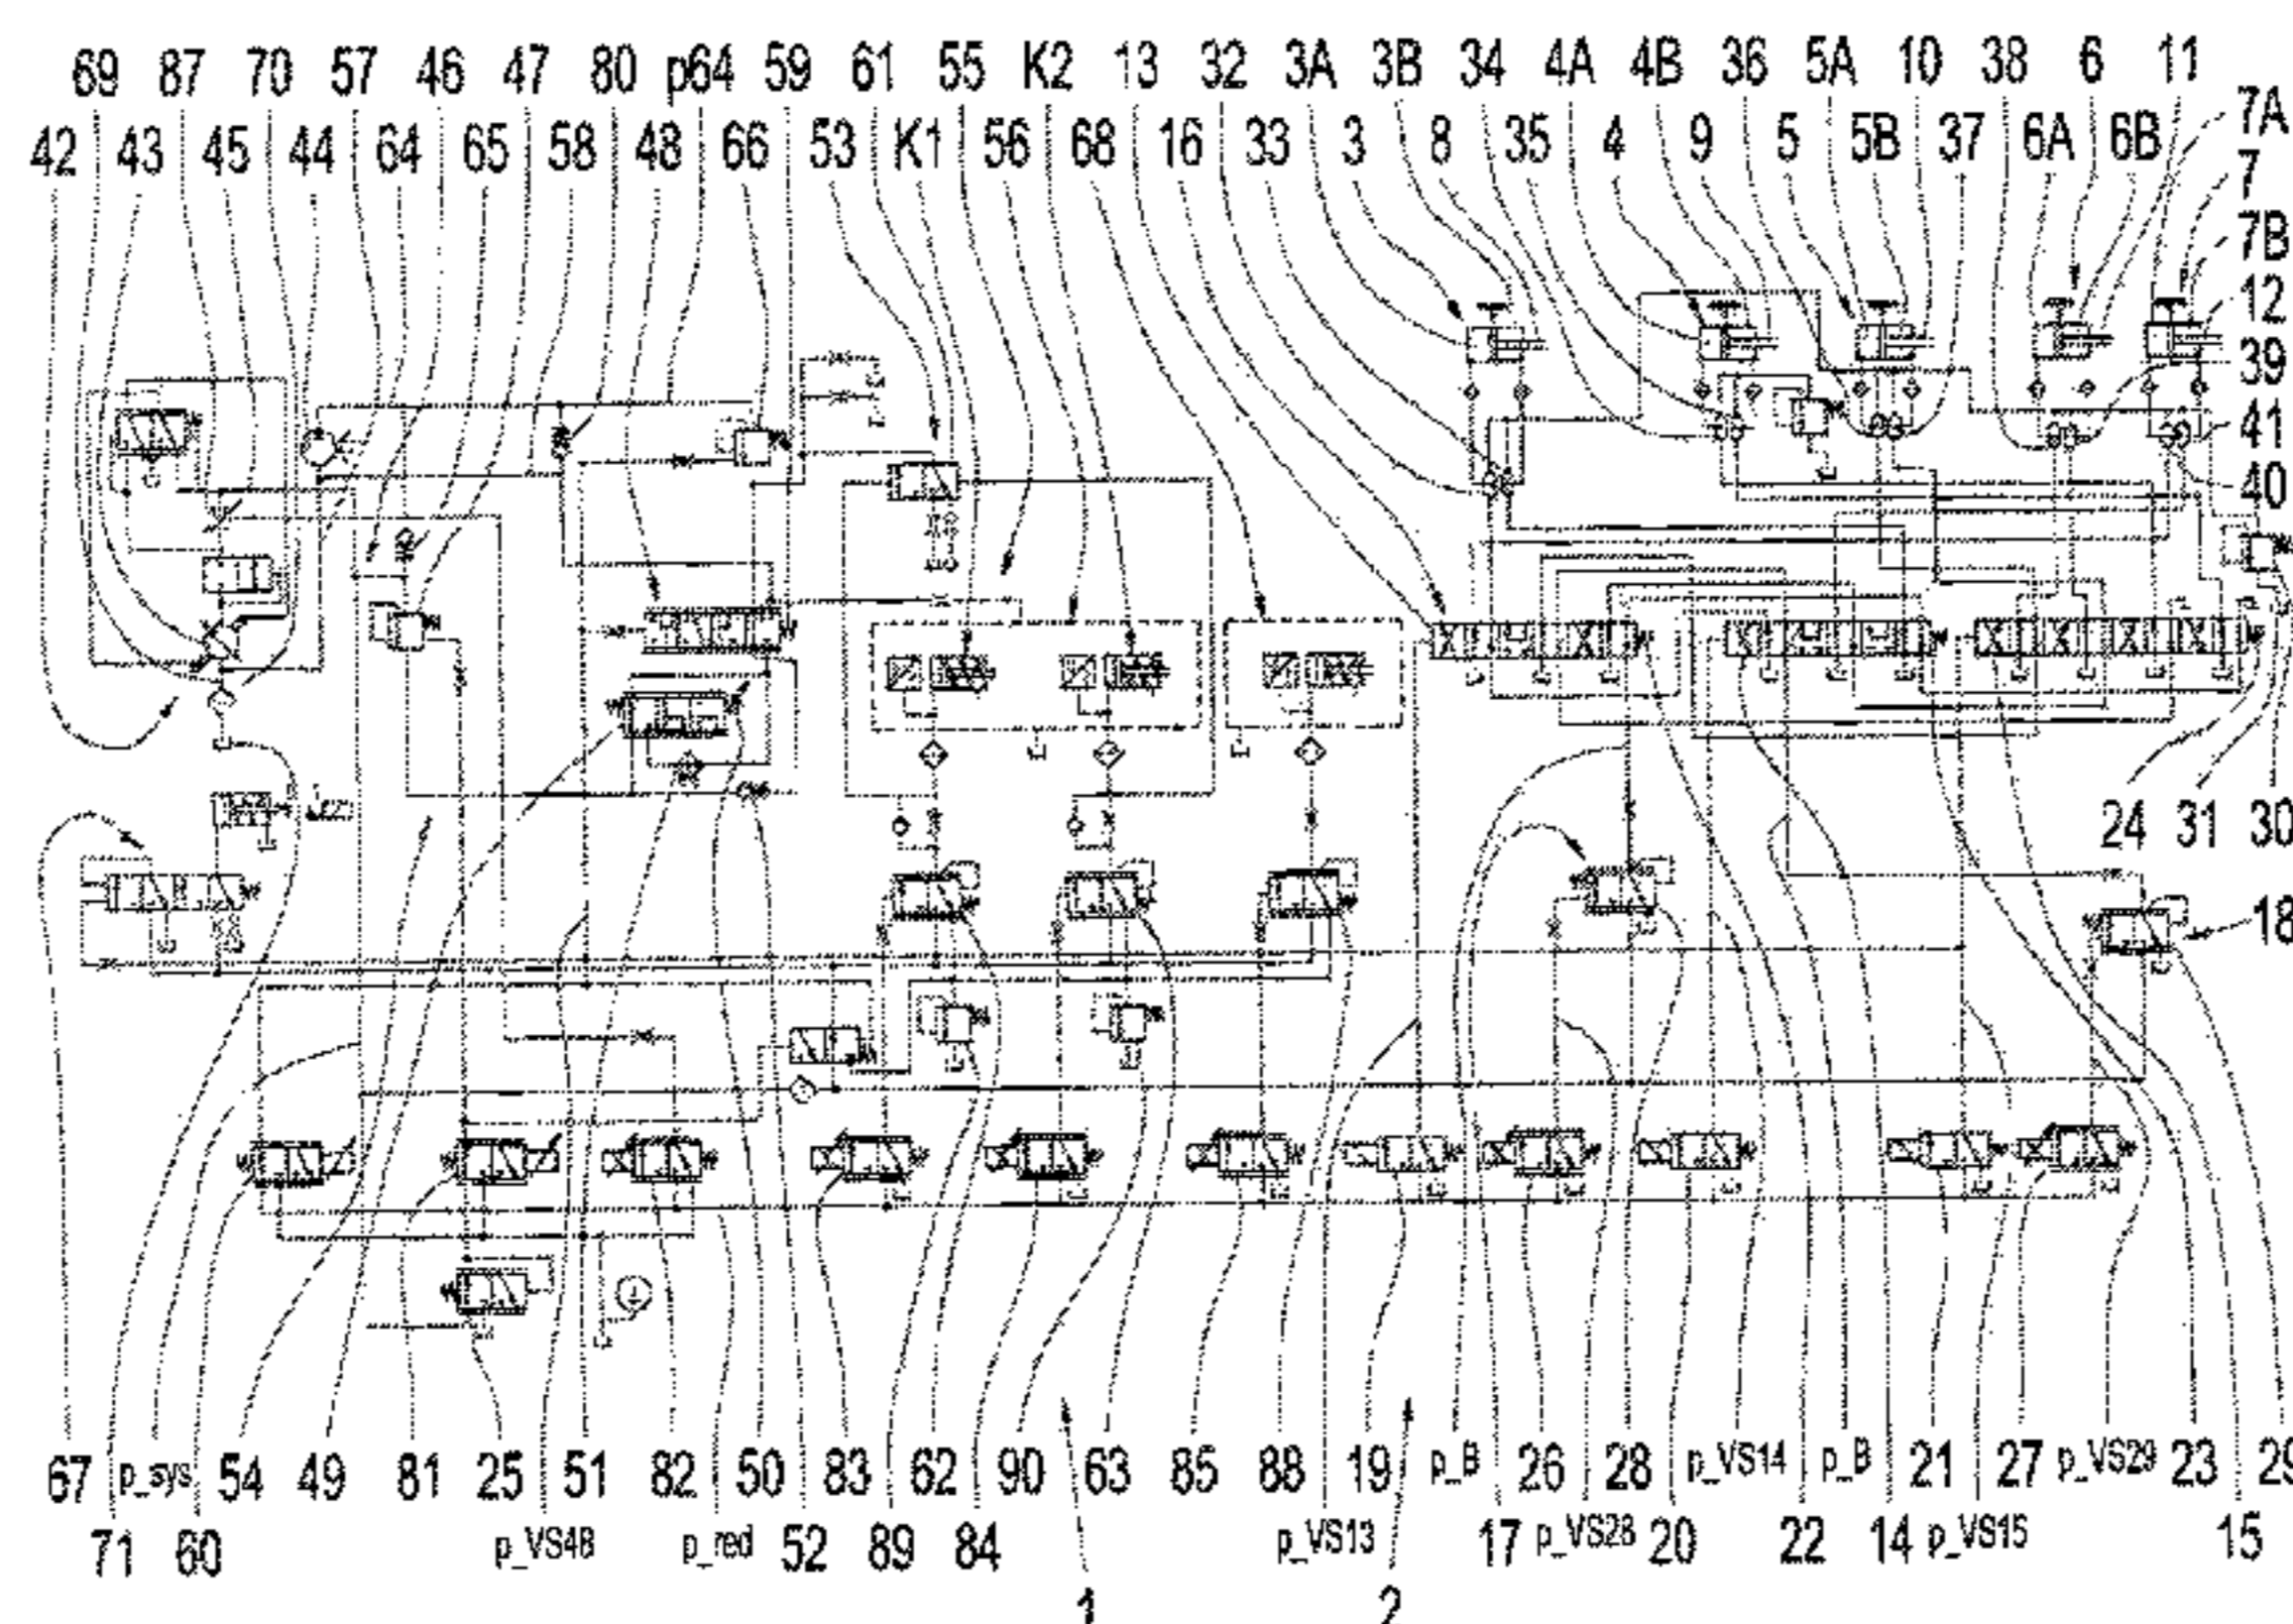 69 87 70 57 46 47 80 p64 59 61 55 K2 13 32 3A 3B 34 4A 4B 36 5A 10 38 6 11
42 43 45 44 64 65 58 48 66 53 K1 56 68 16 33 3 8 35 4 9 5 5B 37 6A 6B
7A
7
7B
12
39
41
40
24 31 30
18
67 p_sys 54 49 81 25 51 82 50 83 62 90 63 85 88 19 p_B 26 28 p_VS14 p_B 21 27 p_VS29 23 29
71 60 p_VS48 p_red 52 89 84 p_VS13 17 p_VS28 20 22 14 p_VS15 15
1 2